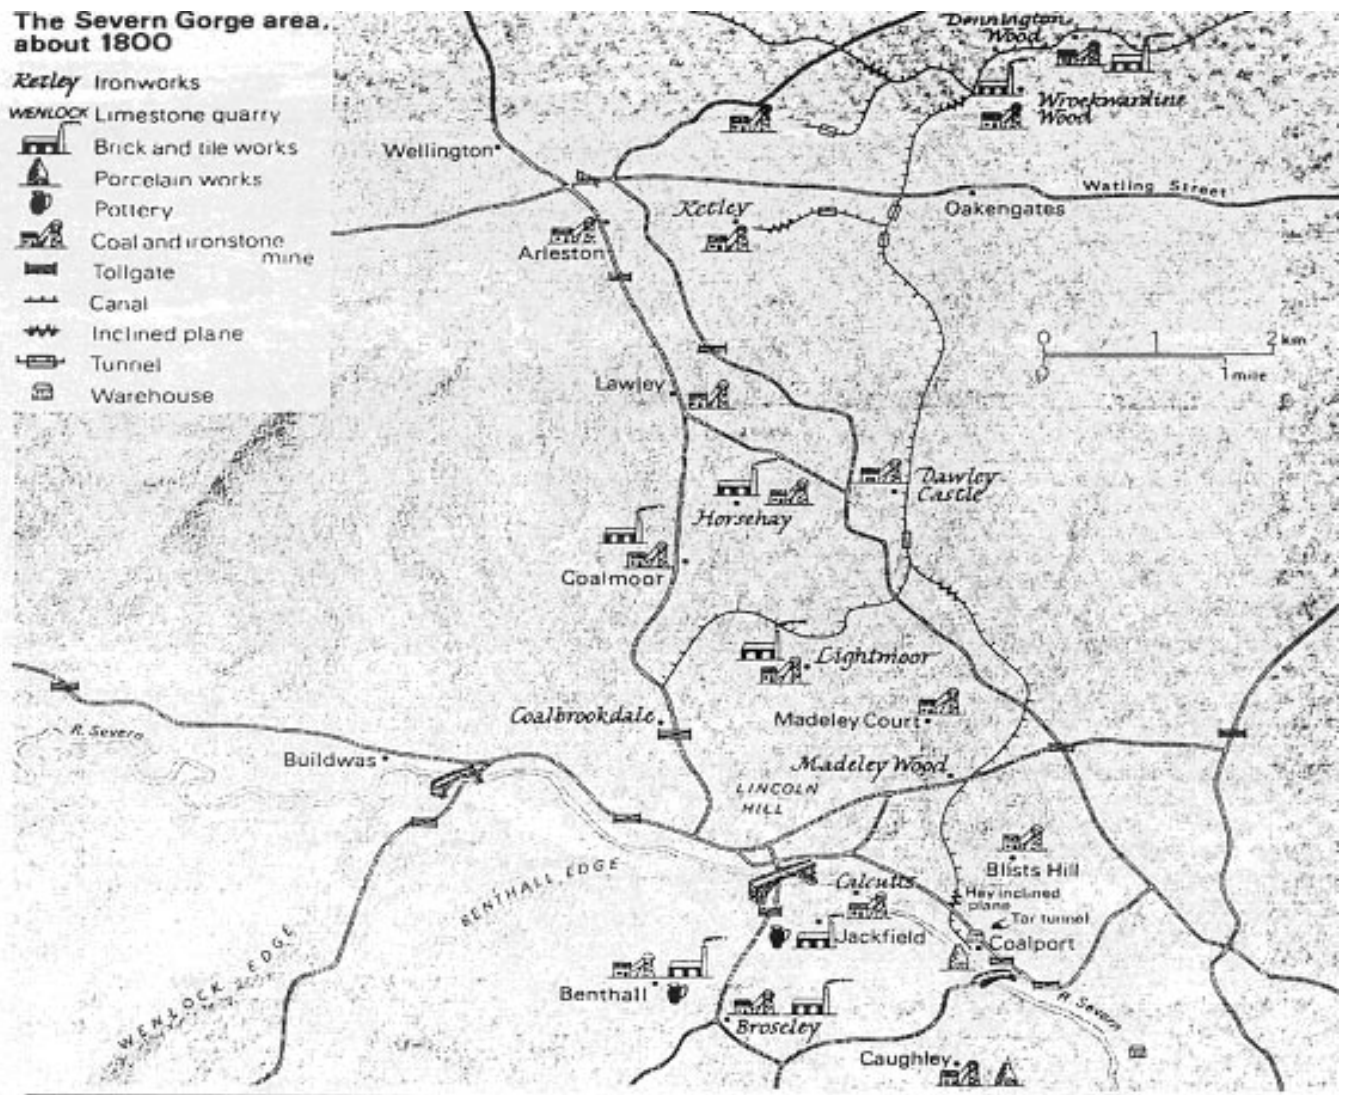 The Severn Gorge area,
about 1800
Ketley Ironworks
WENLOCK Limestone quarry
Brick and tile works
Porcelain works
Pottery
Coal and ironstone
mine
Tollgate
Canal
Inclined plane
Tunnel
Warehouse
Donnington
Wood
Wrockwardine
Wood
Wellington
Watling Street
Oakengates
Ketley
Arleston
0 1 2 km
0 1 mile
Lawley
Dawley
Castle
Horsehay
Coalmoor
Lightmoor
Coalbrookdale
Madeley Court
R. Severn
Buildwas
Madeley Wood
LINCOLN
HILL
Blists Hill
BENTHALL EDGE
Calcutts
Hay inclined
plane
Tar tunnel
Jackfield
Coalport
WENLOCK EDGE
Benthall
R. Severn
Broseley
Caughley